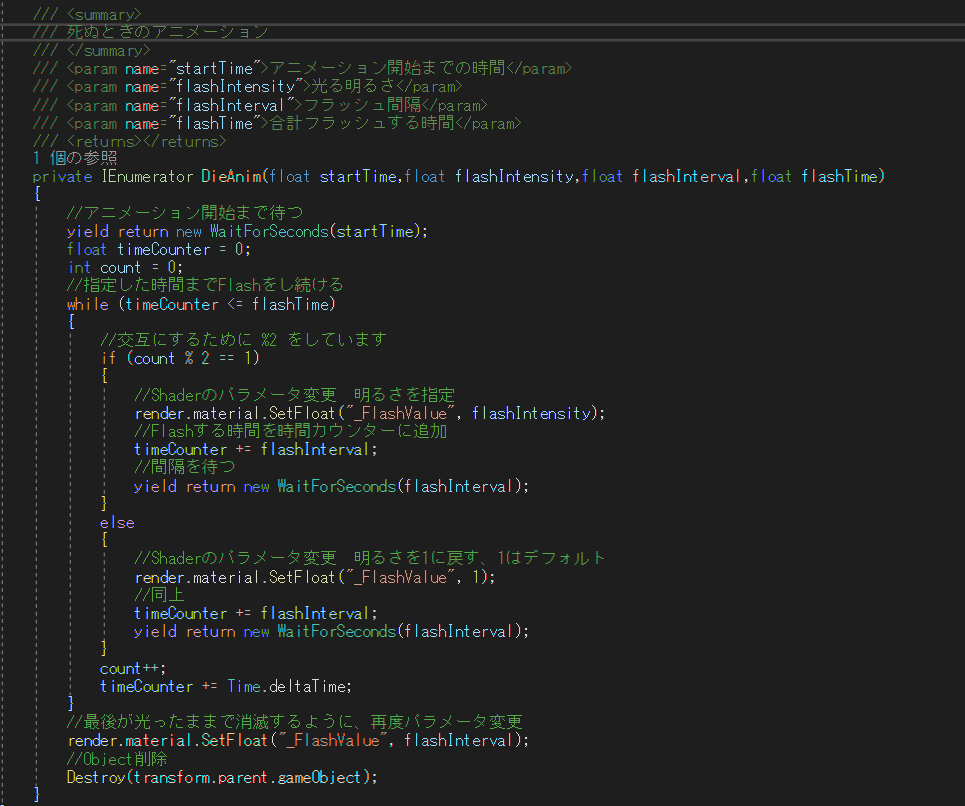 /// <summary>
/// 死ぬときのアニメーション
/// </summary>
/// <param name="startTime">アニメーション開始までの時間</param>
/// <param name="flashIntensity">光る明るさ</param>
/// <param name="flashInterval">フラッシュ間隔</param>
/// <param name="flashTime">合計フラッシュする時間</param>
/// <returns></returns>
1 個の参照
private IEnumerator DieAnim(float startTime,float flashIntensity,float flashInterval,float flashTime)
{
//アニメーション開始まで待つ
yield return new WaitForSeconds(startTime);
float timeCounter = 0;
int count = 0;
//指定した時間までFlashをし続ける
while (timeCounter <= flashTime)
{
//交互にするために %2 をしています
if (count % 2 == 1)
{
//Shaderのパラメータ変更　明るさを指定
render.material.SetFloat("_FlashValue", flashIntensity);
//Flashする時間を時間カウンターに追加
timeCounter += flashInterval;
//間隔を待つ
yield return new WaitForSeconds(flashInterval);
}
else
{
//Shaderのパラメータ変更　明るさを1に戻す、1はデフォルト
render.material.SetFloat("_FlashValue", 1);
//同上
timeCounter += flashInterval;
yield return new WaitForSeconds(flashInterval);
}
count++;
timeCounter += Time.deltaTime;
}
//最後が光ったままで消滅するように、再度パラメータ変更
render.material.SetFloat("_FlashValue", flashInterval);
//Object削除
Destroy(transform.parent.gameObject);
}